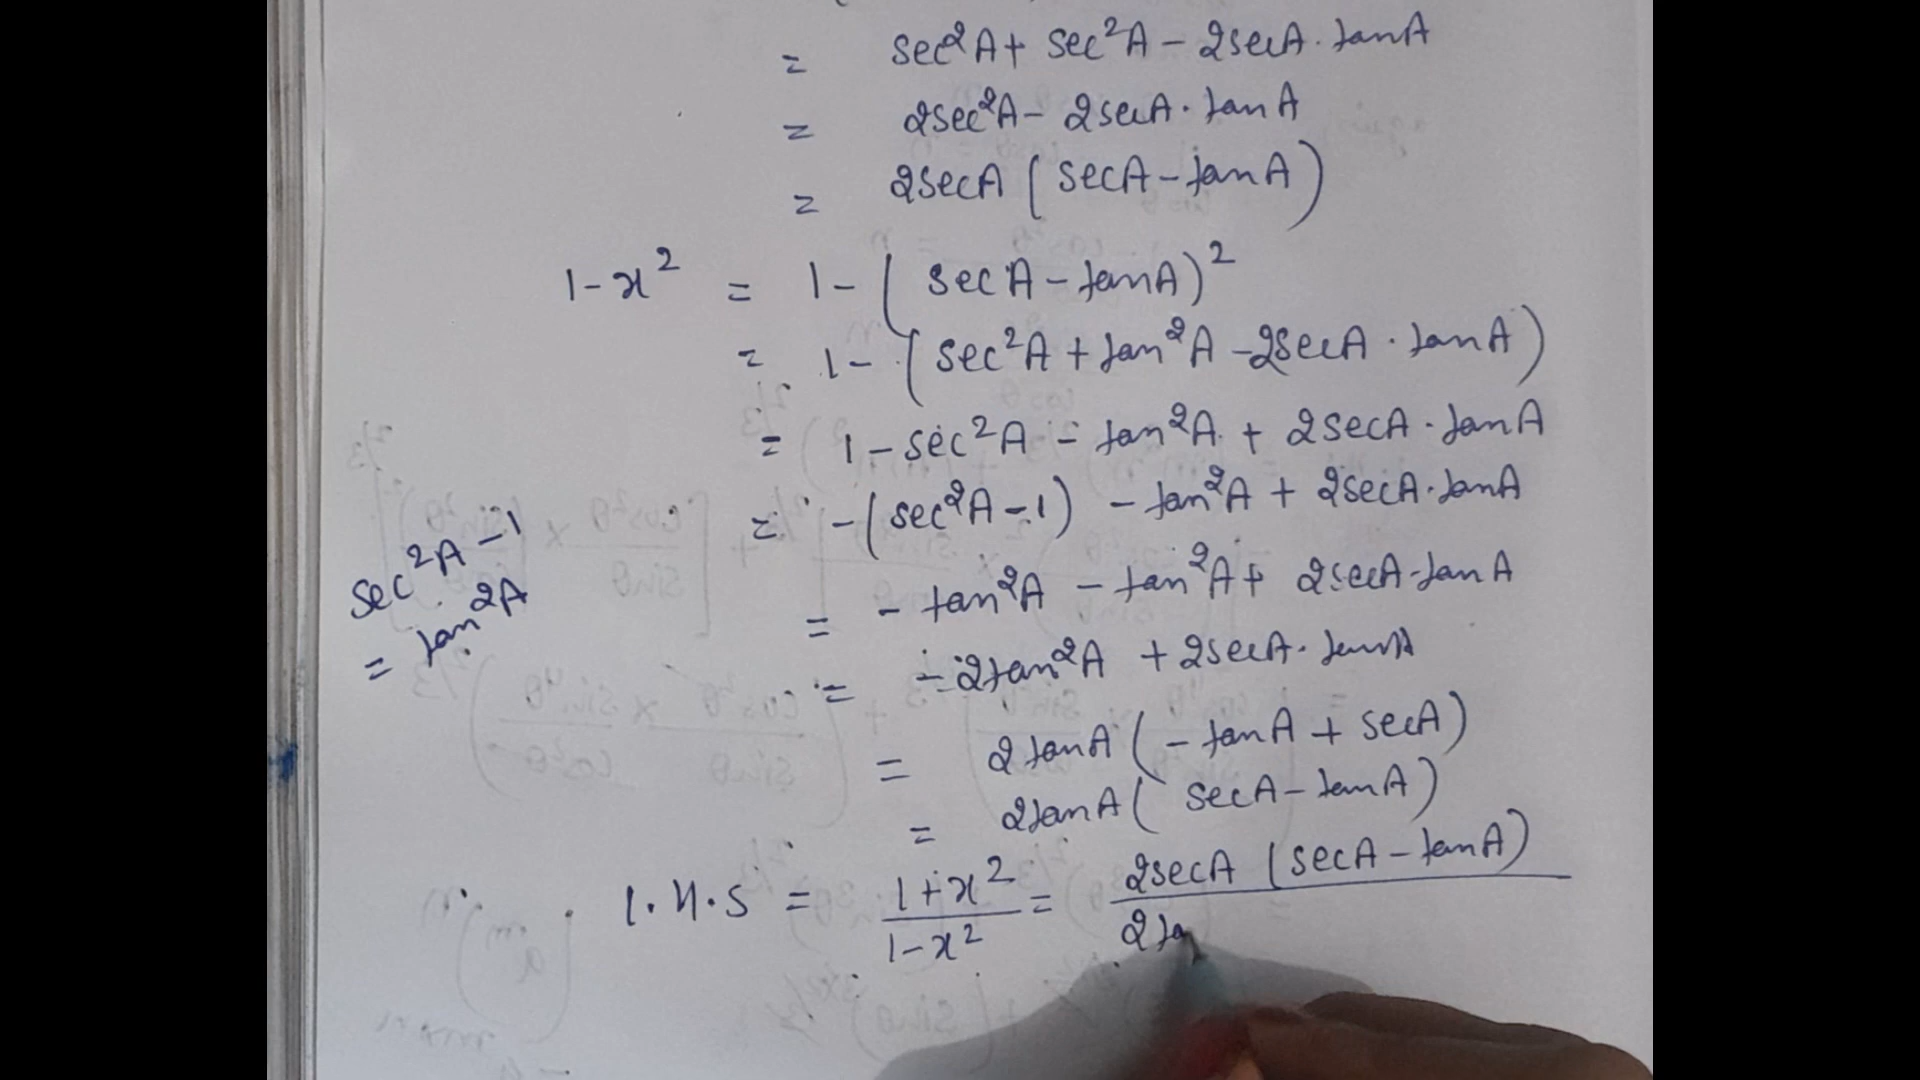 = sec²A + sec²A - 2secA · tanA
= 2sec²A - 2secA · tanA
= 2secA (secA - tanA)
1 - x² = 1 - (secA - tanA)²
= 1 - (sec²A + tan²A - 2secA · tanA)
= 1 - sec²A - tan²A + 2secA · tanA
= -(sec²A - 1) - tan²A + 2secA · tanA
sec²A - 1
= tan²A
= - tan²A - tan²A + 2secA · tanA
= - 2tan²A + 2secA · tanA
= 2tanA (- tanA + secA)
= 2tanA (secA - tanA)
l.H.S = 1 + x² / 1 - x² = 2secA (secA - tanA) / 2ta